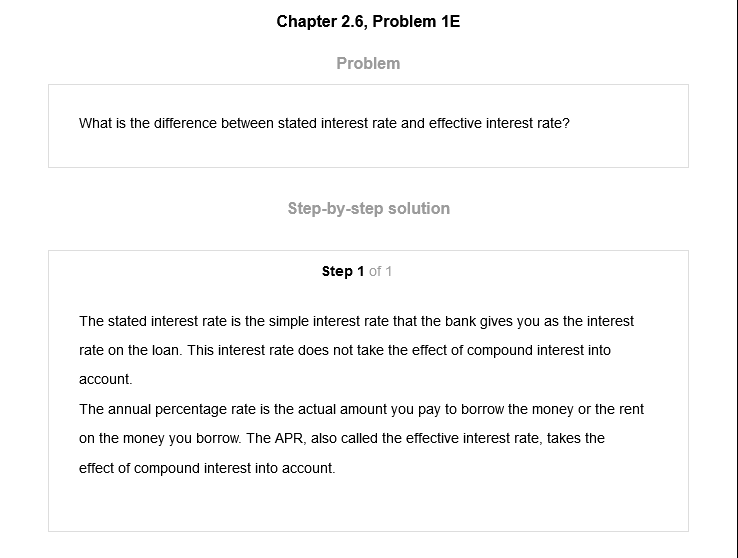 Chapter 2.6, Problem 1E
Problem
What is the difference between stated interest rate and effective interest rate?
Step-by-step solution
Step 1 of 1
The stated interest rate is the simple interest rate that the bank gives you as the interest
rate on the loan. This interest rate does not take the effect of compound interest into
account.
The annual percentage rate is the actual amount you pay to borrow the money or the rent
on the money you borrow. The APR, also called the effective interest rate, takes the
effect of compound interest into account.